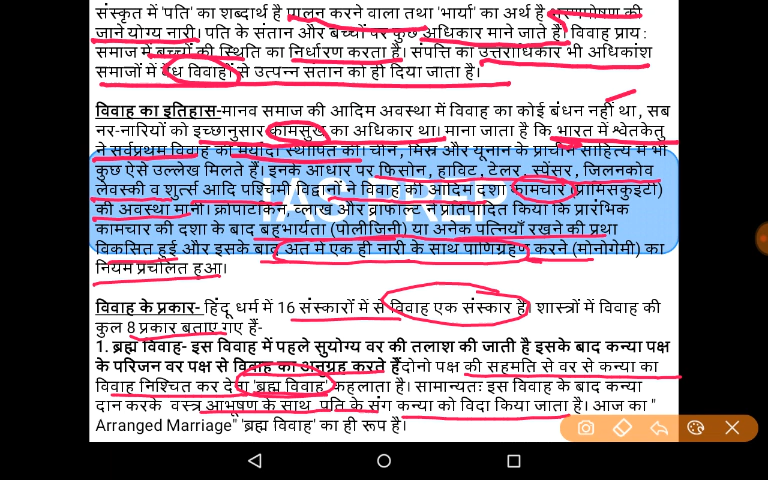 संस्कृत में 'पति' का शब्दार्थ है पालन करने वाला तथा 'भार्या' का अर्थ है भरणपोषण की
जाने योग्य नारी। पति के संतान और बच्चों पर कुछ अधिकार माने जाते हैं। विवाह प्राय:
समाज में बच्चों की स्थिति का निर्धारण करता है। संपत्ति का उत्तराधिकार भी अधिकांश
समाजों में वैध विवाहों से उत्पन्न संतान को ही दिया जाता है।
विवाह का इतिहास-मानव समाज की आदिम अवस्था में विवाह का कोई बंधन नहीं था, सब
नर-नारियों को इच्छानुसार कामसुख का अधिकार था। माना जाता है कि भारत में श्वेतकेतु
ने सर्वप्रथम विवाह की मर्यादा स्थापित की। चीन, मिस्र और यूनान के प्राचीन साहित्य में भी
कुछ ऐसे उल्लेख मिलते हैं। इनके आधार पर फिसोन, हाविट, टेलर, स्पेंसर, जिलनकोव
लेवस्की व शुर्त्स आदि पश्चिमी विद्वानों ने विवाह की आदिम दशा कामचार (प्रामिसकुइटी)
की अवस्था मानी। क्रोपाटकिन, ब्लाख और व्राफाल्ट ने प्रतिपादित किया कि प्रारंभिक
कामचार की दशा के बाद बहुभार्यता (पोलीजिनी) या अनेक पत्नियाँ रखने की प्रथा
विकसित हुई और इसके बाद अंत में एक ही नारी के साथ पाणिग्रहण करने (मोनोगेमी) का
नियम प्रचलित हुआ।
विवाह के प्रकार- हिंदू धर्म में 16 संस्कारों में से विवाह एक संस्कार है। शास्त्रों में विवाह की
कुल 8 प्रकार बताए गए हैं-
1. ब्रह्म विवाह- इस विवाह में पहले सुयोग्य वर की तलाश की जाती है इसके बाद कन्या पक्ष
के परिजन वर पक्ष से विवाह का अनुग्रह करते हैंदोनो पक्ष की सहमति से वर से कन्या का
विवाह निश्चित कर देना 'ब्रह्म विवाह' कहलाता है। सामान्यतः इस विवाह के बाद कन्या
दान करके वस्त्र आभूषण के साथ पति के संग कन्या को विदा किया जाता है। आज का "
Arranged Marriage" 'ब्रह्म विवाह' का ही रूप है।